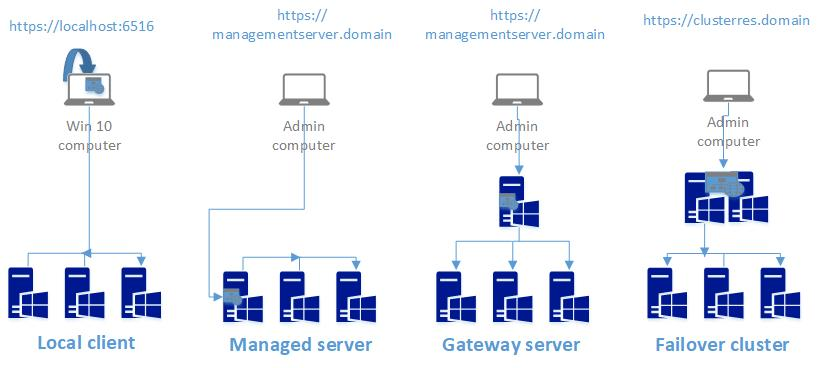 https://localhost:6516
Win 10
computer
Local client
https://
managementserver.domain
Admin
computer
Managed server
https://
managementserver.domain
Admin
computer
Gateway server
https://clusterres.domain
Admin
computer
Failover cluster